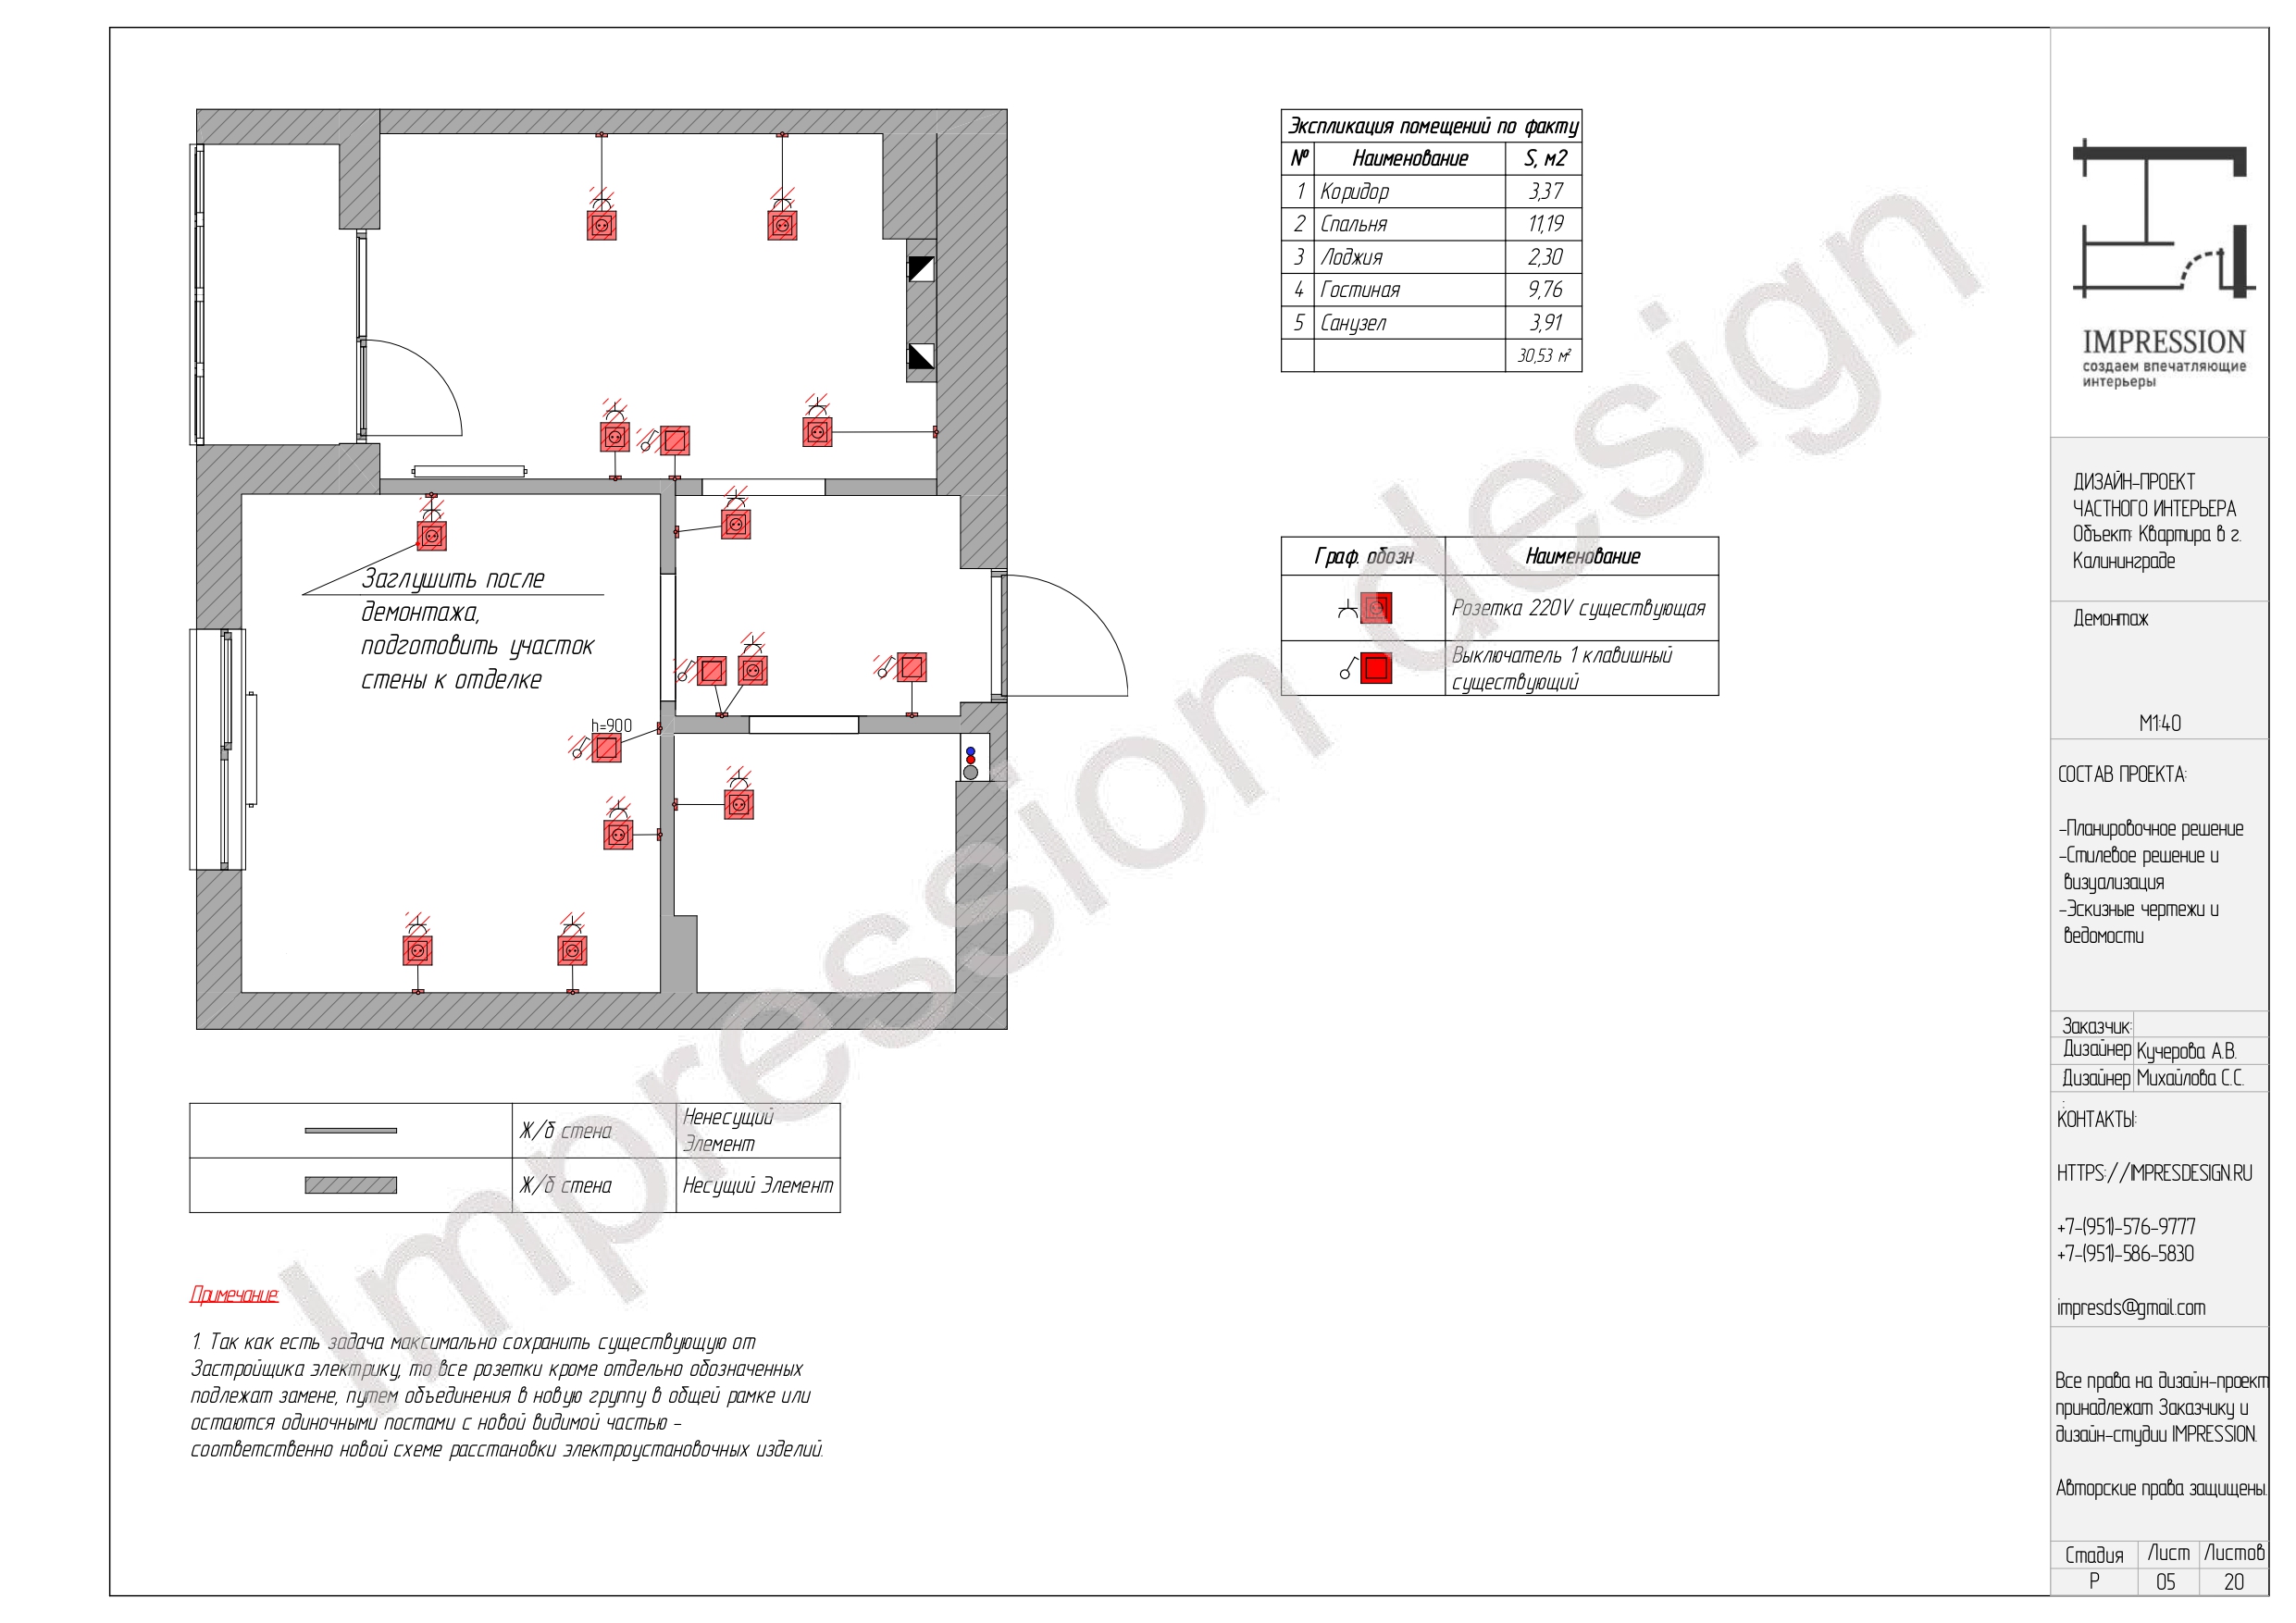 Экспликация помещений по факту
№ Наименование S, м2
1 Коридор 3,37
2 Спальня 11,19
3 Лоджия 2,30
4 Гостиная 9,76
5 Санузел 3,91
30,53 м²
Граф. обозн Наименование
Розетка 220V существующая
Выключатель 1 клавишный
существующий
Заглушить после
демонтажа,
подготовить участок
стены к отделке
h=900
Ж/б стена Ненесущий
Элемент
Ж/б стена Несущий Элемент
Примечание:
1. Так как есть задача максимально сохранить существующую от
Застройщика электрику, то все розетки кроме отдельно обозначенных
подлежат замене, путем объединения в новую группу в общей рамке или
остаются одиночными постами с новой видимой частью -
соответственно новой схеме расстановки электроустановочных изделий.
Impression design
IMPRESSION
создаем впечатляющие
интерьеры
ДИЗАЙН-ПРОЕКТ
ЧАСТНОГО ИНТЕРЬЕРА
Объект: Квартира в г.
Калининграде
Демонтаж
М1:40
СОСТАВ ПРОЕКТА:
-Планировочное решение
-Стилевое решение и
визуализация
-Эскизные чертежи и
ведомости
Заказчик:
Дизайнер Кучерова А.В.
Дизайнер Михайлова С.С.
:
КОНТАКТЫ:
HTTPS://IMPRESDESIGN.RU
+7-(951)-576-9777
+7-(951)-586-5830
impresds@gmail.com
Все права на дизайн-проект
принадлежат Заказчику и
дизайн-студии IMPRESSION.
Авторские права защищены.
Стадия Лист Листов
Р 05 20